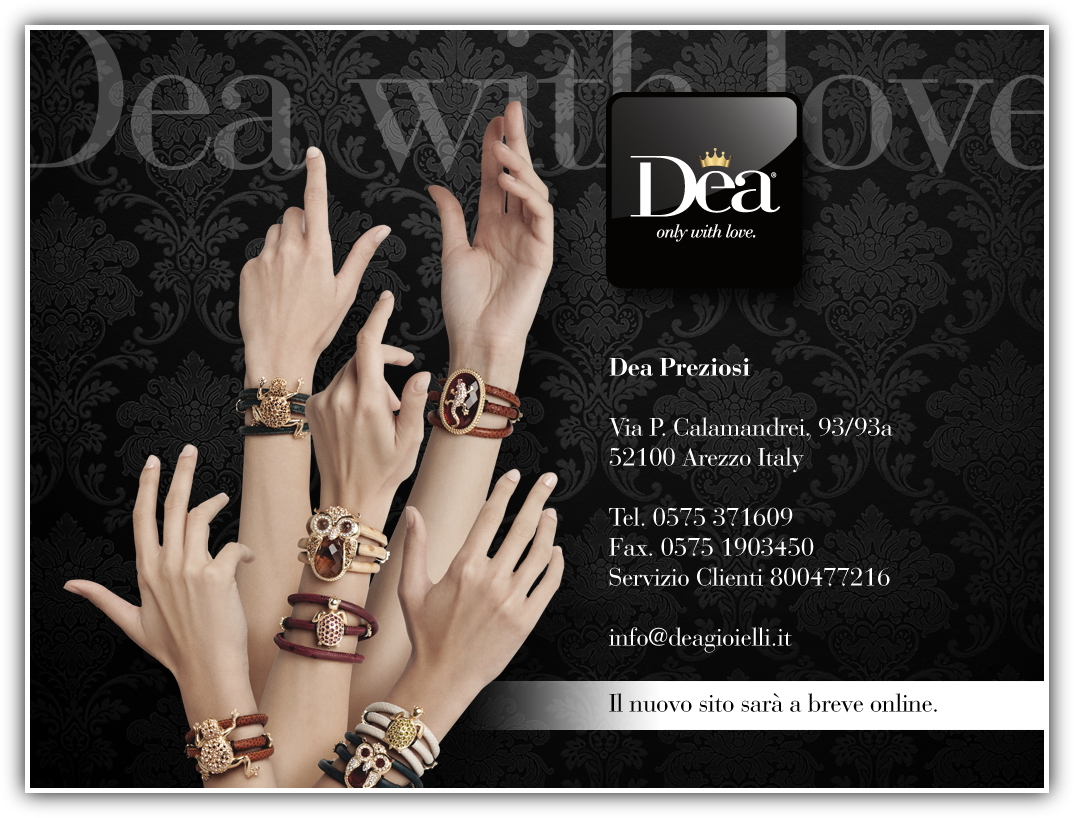 Dea with love
Dea®
only with love.
Dea Preziosi
Via P. Calamandrei, 93/93a
52100 Arezzo Italy
Tel. 0575 371609
Fax. 0575 1903450
Servizio Clienti 800477216
info@deagioielli.it
Il nuovo sito sarà a breve online.